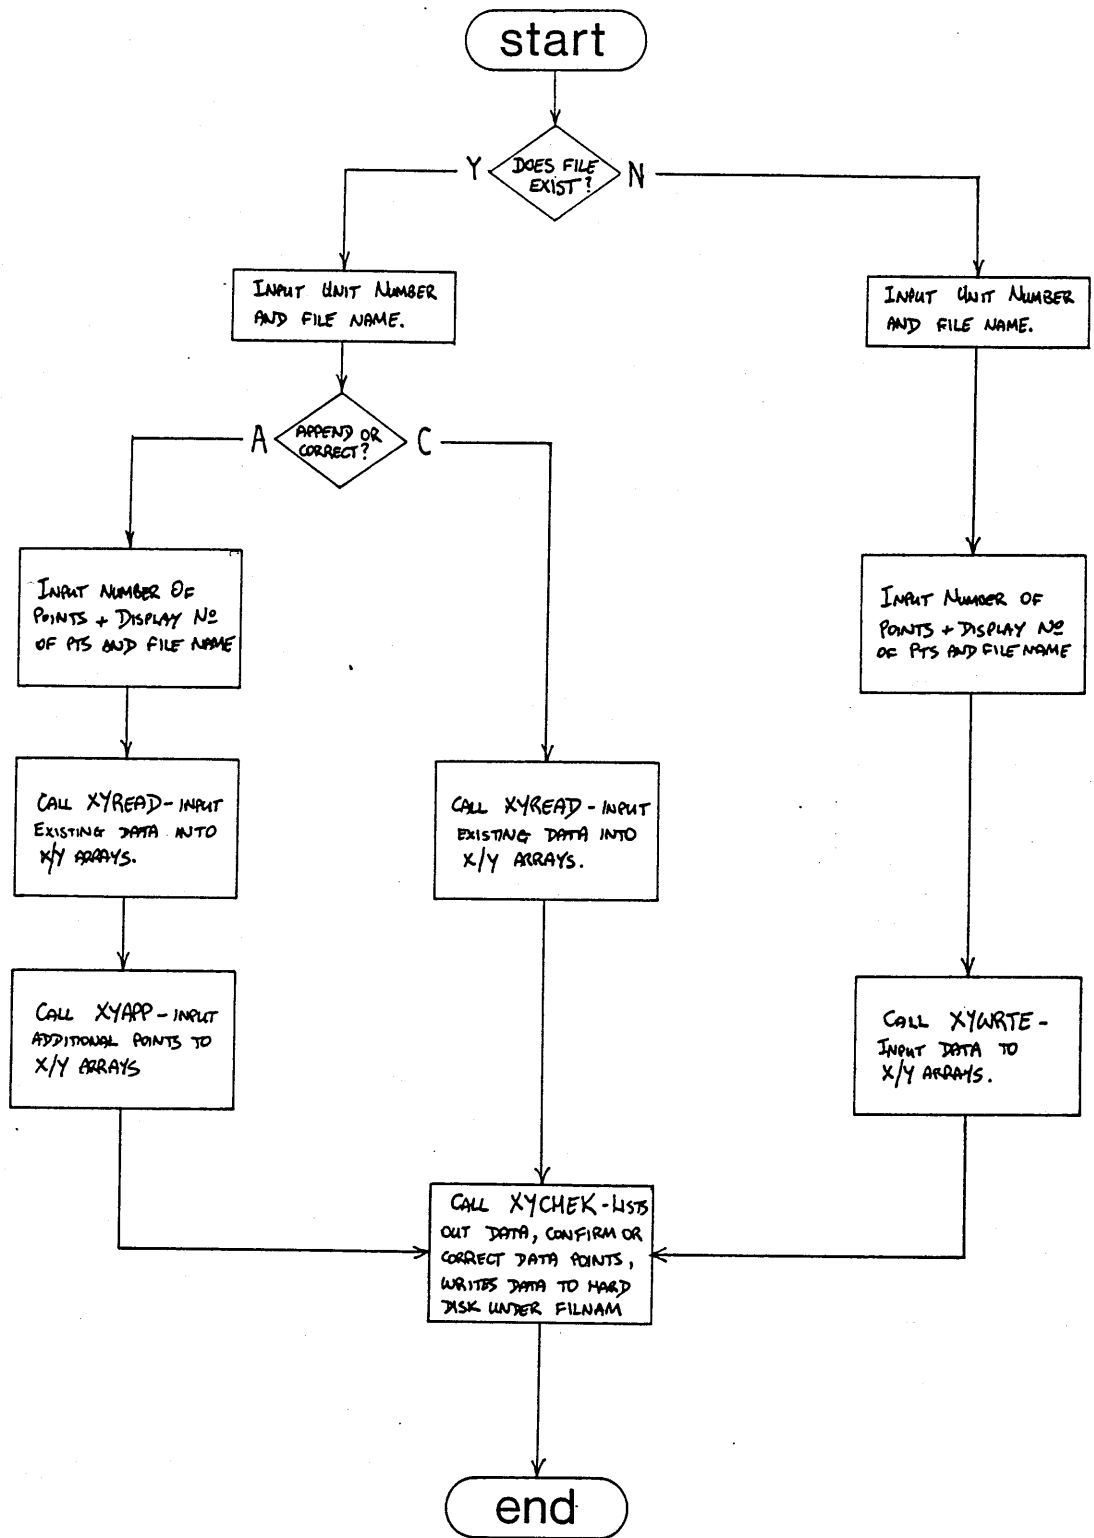 start
DOES FILE
EXIST?
Y
N
INPUT UNIT NUMBER
AND FILE NAME.
INPUT UNIT NUMBER
AND FILE NAME.
APPEND OR
CORRECT?
A
C
INPUT NUMBER OF
POINTS + DISPLAY Nº
OF PTS AND FILE NAME
INPUT NUMBER OF
POINTS + DISPLAY Nº
OF PTS AND FILE NAME
CALL XYREAD - INPUT
EXISTING DATA INTO
X/Y ARRAYS.
CALL XYREAD - INPUT
EXISTING DATA INTO
X/Y ARRAYS.
CALL XYAPP - INPUT
ADDITIONAL POINTS TO
X/Y ARRAYS
CALL XYWRTE -
INPUT DATA TO
X/Y ARRAYS.
CALL XYCHEK - LISTS
OUT DATA, CONFIRM OR
CORRECT DATA POINTS,
WRITES DATA TO HARD
DISK UNDER FILNAM
end